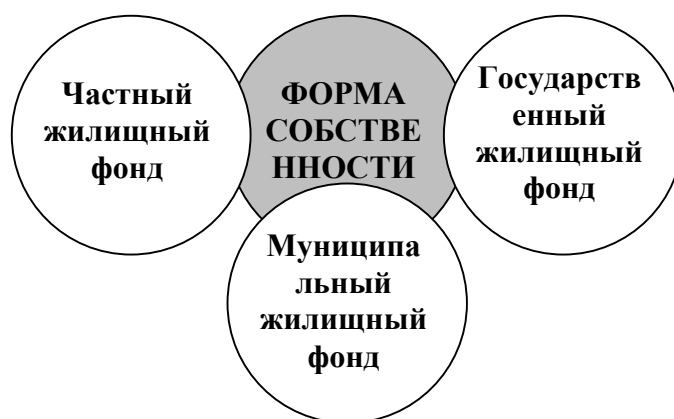 Частный
жилищный
фонд
ФОРМА
СОБСТВЕ
ННОСТИ
Государств
енный
жилищный
фонд
Муниципа
льный
жилищный
фонд